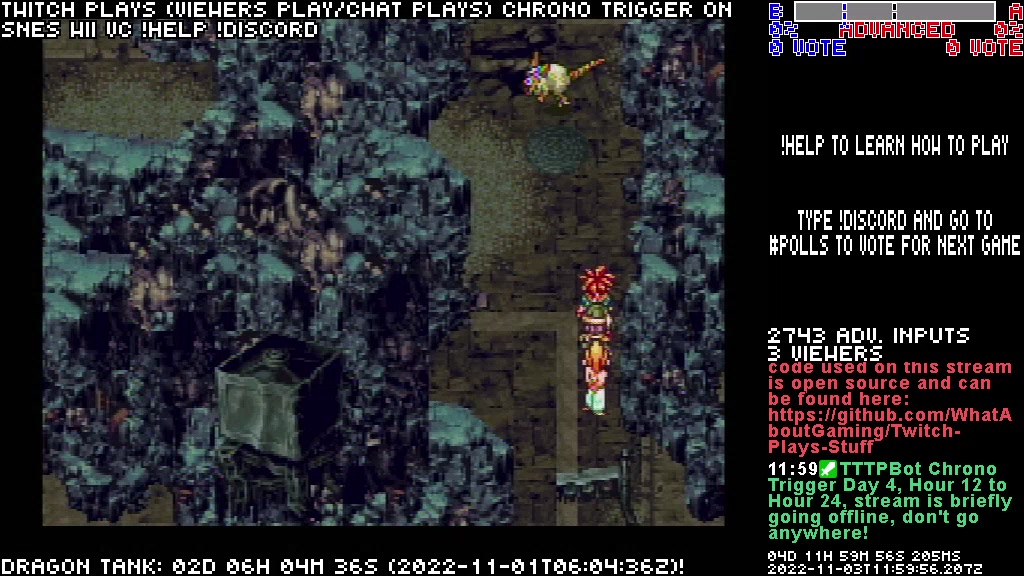 TWITCH PLAYS (VIEWERS PLAY/CHAT PLAYS) CHRONO TRIGGER ON
SNES WII VC !HELP !DISCORD
B A
0% ADVANCED 0%
0 VOTE 0 VOTE
!HELP TO LEARN HOW TO PLAY
TYPE !DISCORD AND GO TO
#POLLS TO VOTE FOR NEXT GAME
2743 ADV. INPUTS
3 VIEWERS
code used on this stream
is open source and can
be found here:
https://github.com/WhatA
boutGaming/Twitch-
Plays-Stuff
11:59 TTTPBot Chrono
Trigger Day 4, Hour 12 to
Hour 24, stream is briefly
going offline, don't go
anywhere!
04D 11H 59M 56S 205MS
2022-11-03T11:59:56.207Z
DRAGON TANK: 02D 06H 04M 36S (2022-11-01T06:04:36Z)!